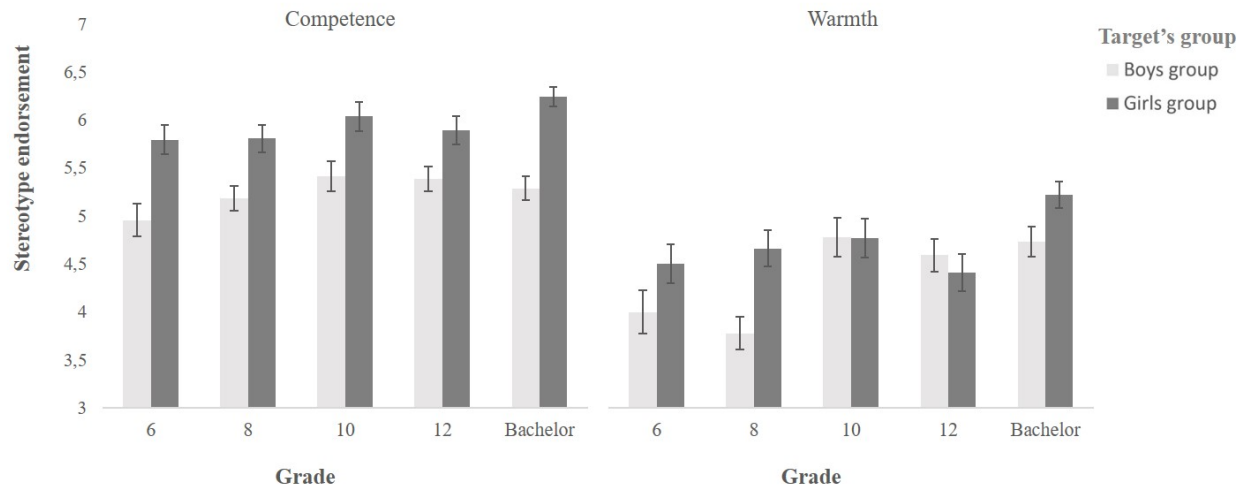 Competence
Warmth
Stereotype endorsement
7
6,5
6
5,5
5
4,5
4
3,5
3
Target's group
Boys group
Girls group
6 8 10 12 Bachelor
6 8 10 12 Bachelor
Grade
Grade